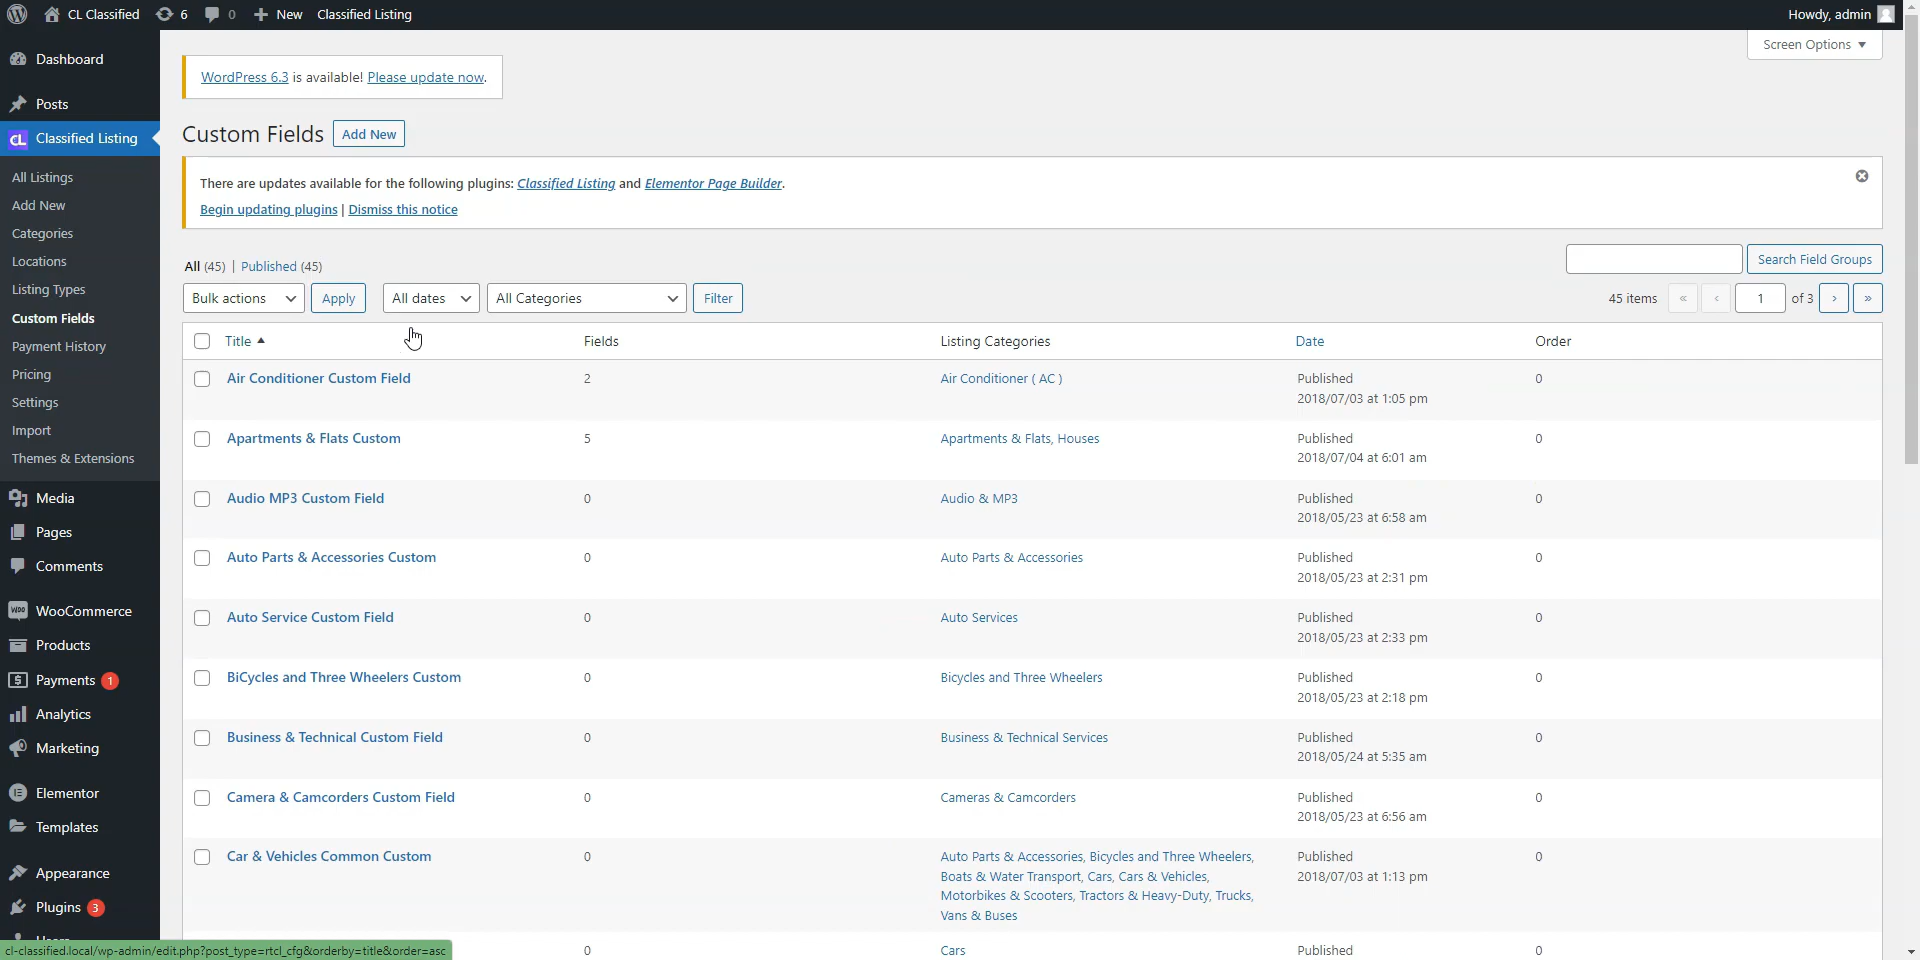 CL Classified 6 0 New Classified Listing Howdy, admin
Screen Options ▼
Dashboard
Posts
Classified Listing
All Listings
Add New
Categories
Locations
Listing Types
Custom Fields
Payment History
Pricing
Settings
Import
Themes & Extensions
Media
Pages
Comments
WooCommerce
Products
Payments 1
Analytics
Marketing
Elementor
Templates
Appearance
Plugins 3
WordPress 6.3 is available! Please update now.
Custom Fields Add New
There are updates available for the following plugins: Classified Listing and Elementor Page Builder.
Begin updating plugins | Dismiss this notice
All (45) | Published (45)
Search Field Groups
Bulk actions Apply All dates All Categories Filter 45 items « ‹ 1 of 3 › »
Title Fields Listing Categories Date Order
Air Conditioner Custom Field 2 Air Conditioner ( AC ) Published 0
2018/07/03 at 1:05 pm
Apartments & Flats Custom 5 Apartments & Flats, Houses Published 0
2018/07/04 at 6:01 am
Audio MP3 Custom Field 0 Audio & MP3 Published 0
2018/05/23 at 6:58 am
Auto Parts & Accessories Custom 0 Auto Parts & Accessories Published 0
2018/05/23 at 2:31 pm
Auto Service Custom Field 0 Auto Services Published 0
2018/05/23 at 2:33 pm
BiCycles and Three Wheelers Custom 0 Bicycles and Three Wheelers Published 0
2018/05/23 at 2:18 pm
Business & Technical Custom Field 0 Business & Technical Services Published 0
2018/05/24 at 5:35 am
Camera & Camcorders Custom Field 0 Cameras & Camcorders Published 0
2018/05/23 at 6:56 am
Car & Vehicles Common Custom 0 Auto Parts & Accessories, Bicycles and Three Wheelers, Published 0
Boats & Water Transport, Cars, Cars & Vehicles, 2018/07/03 at 1:13 pm
Motorbikes & Scooters, Tractors & Heavy-Duty, Trucks,
Vans & Buses
0 Cars Published 0
cl-classified.local/wp-admin/edit.php?post_type=rtcl_cfg&orderby=title&order=asc